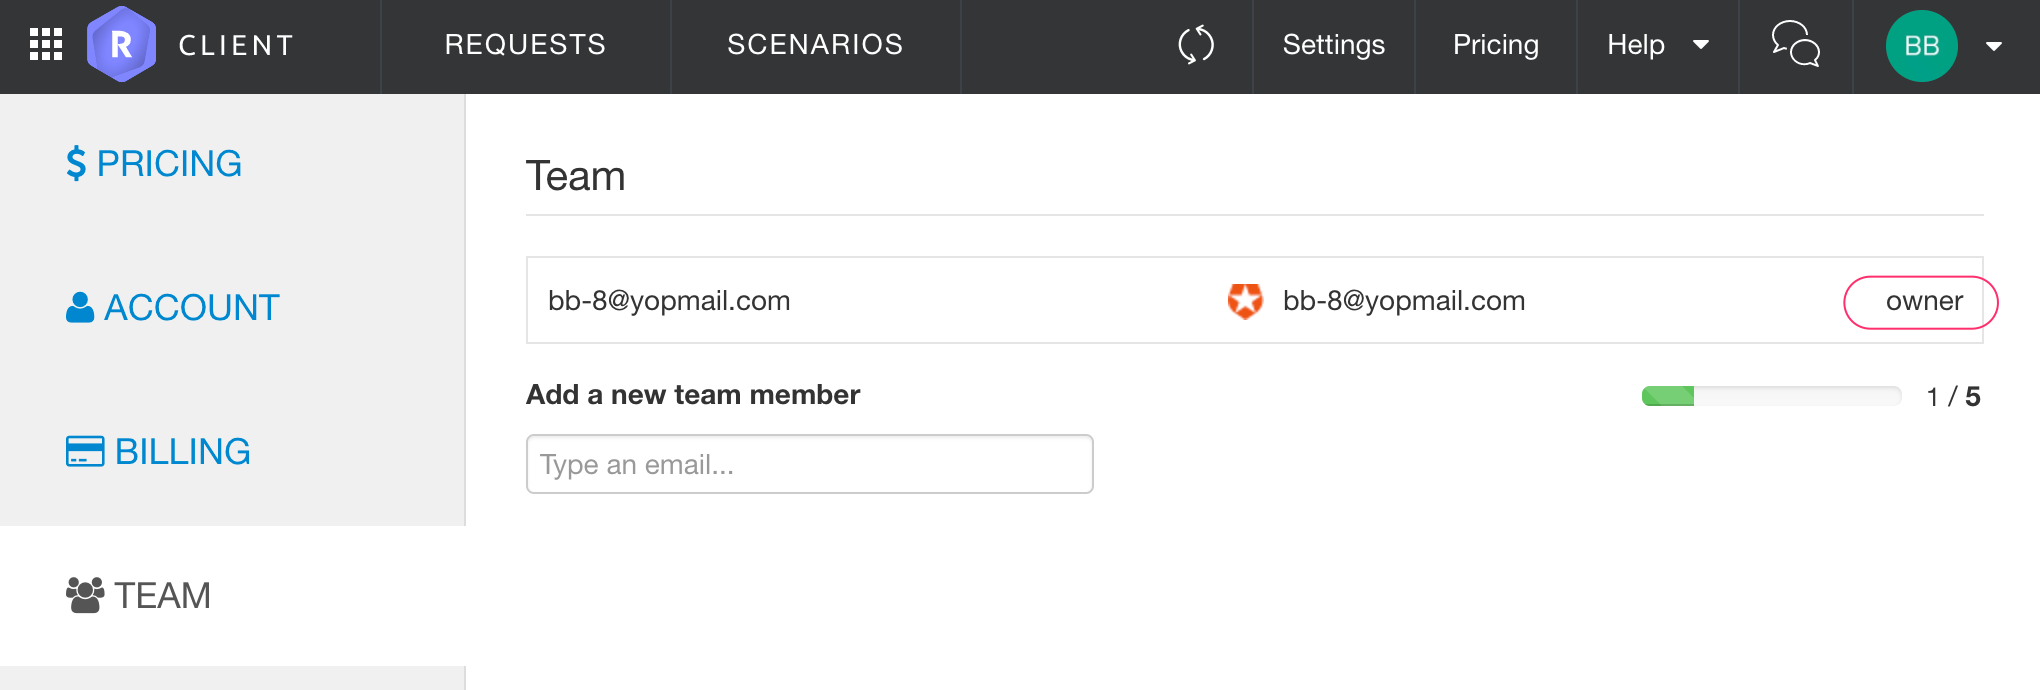 R CLIENT REQUESTS SCENARIOS Settings Pricing Help BB
$ PRICING
ACCOUNT
BILLING
TEAM
Team
bb-8@yopmail.com bb-8@yopmail.com owner
Add a new team member 1 / 5
Type an email...